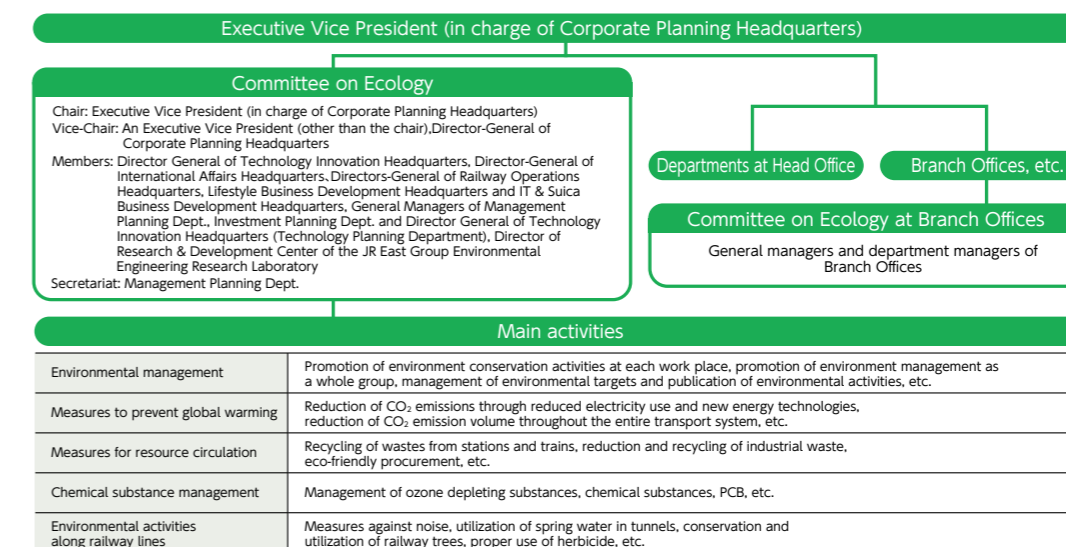 Executive Vice President (in charge of Corporate Planning Headquarters)
Committee on Ecology
Chair: Executive Vice President (in charge of Corporate Planning Headquarters)
Vice-Chair: An Executive Vice President (other than the chair),Director-General of
Corporate Planning Headquarters
Members: Director General of Technology Innovation Headquarters, Director-General of
International Affairs Headquarters、Directors-General of Railway Operations
Headquarters, Lifestyle Business Development Headquarters and IT & Suica
Business Development Headquarters, General Managers of Management
Planning Dept., Investment Planning Dept. and Director General of Technology
Innovation Headquarters (Technology Planning Department), Director of
Research & Development Center of the JR East Group Environmental
Engineering Research Laboratory
Secretariat: Management Planning Dept.
Departments at Head Office
Branch Offices, etc.
Committee on Ecology at Branch Offices
General managers and department managers of
Branch Offices
Main activities
Environmental management
Promotion of environment conservation activities at each work place, promotion of environment management as
a whole group, management of environmental targets and publication of environmental activities, etc.
Measures to prevent global warming
Reduction of CO₂ emissions through reduced electricity use and new energy technologies,
reduction of CO₂ emission volume throughout the entire transport system, etc.
Measures for resource circulation
Recycling of wastes from stations and trains, reduction and recycling of industrial waste,
eco-friendly procurement, etc.
Chemical substance management
Management of ozone depleting substances, chemical substances, PCB, etc.
Environmental activities
along railway lines
Measures against noise, utilization of spring water in tunnels, conservation and
utilization of railway trees, proper use of herbicide, etc.